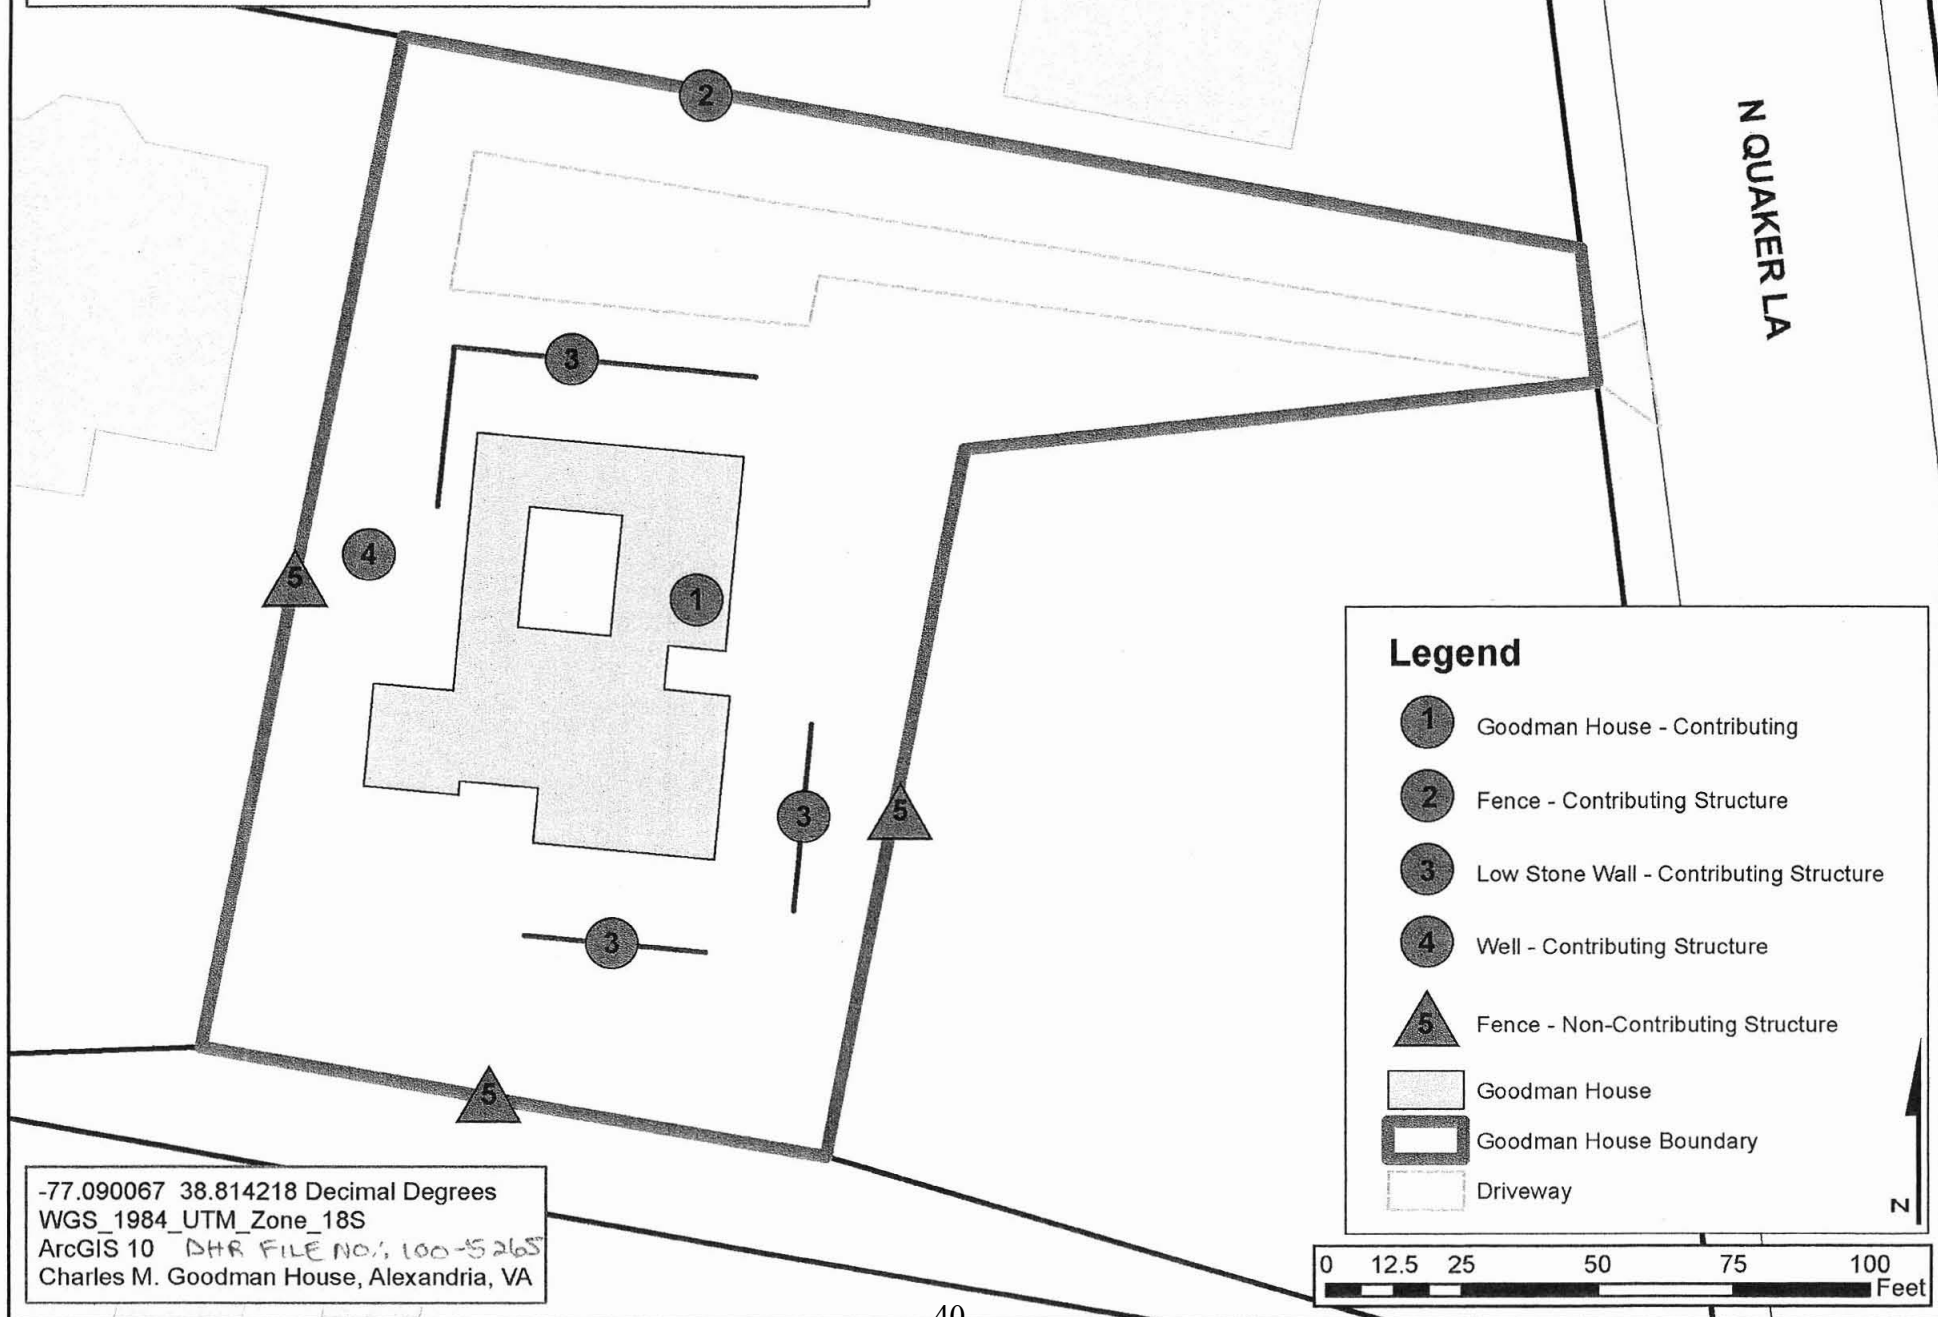 2
N QUAKER LA
3
4
5
1
3
5
3
5
Legend
1 Goodman House - Contributing
2 Fence - Contributing Structure
3 Low Stone Wall - Contributing Structure
4 Well - Contributing Structure
5 Fence - Non-Contributing Structure
Goodman House
Goodman House Boundary
Driveway
N
-77.090067 38.814218 Decimal Degrees
WGS_1984_UTM_Zone_18S
ArcGIS 10 DHR FILE NO.: 100-5265
Charles M. Goodman House, Alexandria, VA
0 12.5 25 50 75 100
Feet
40